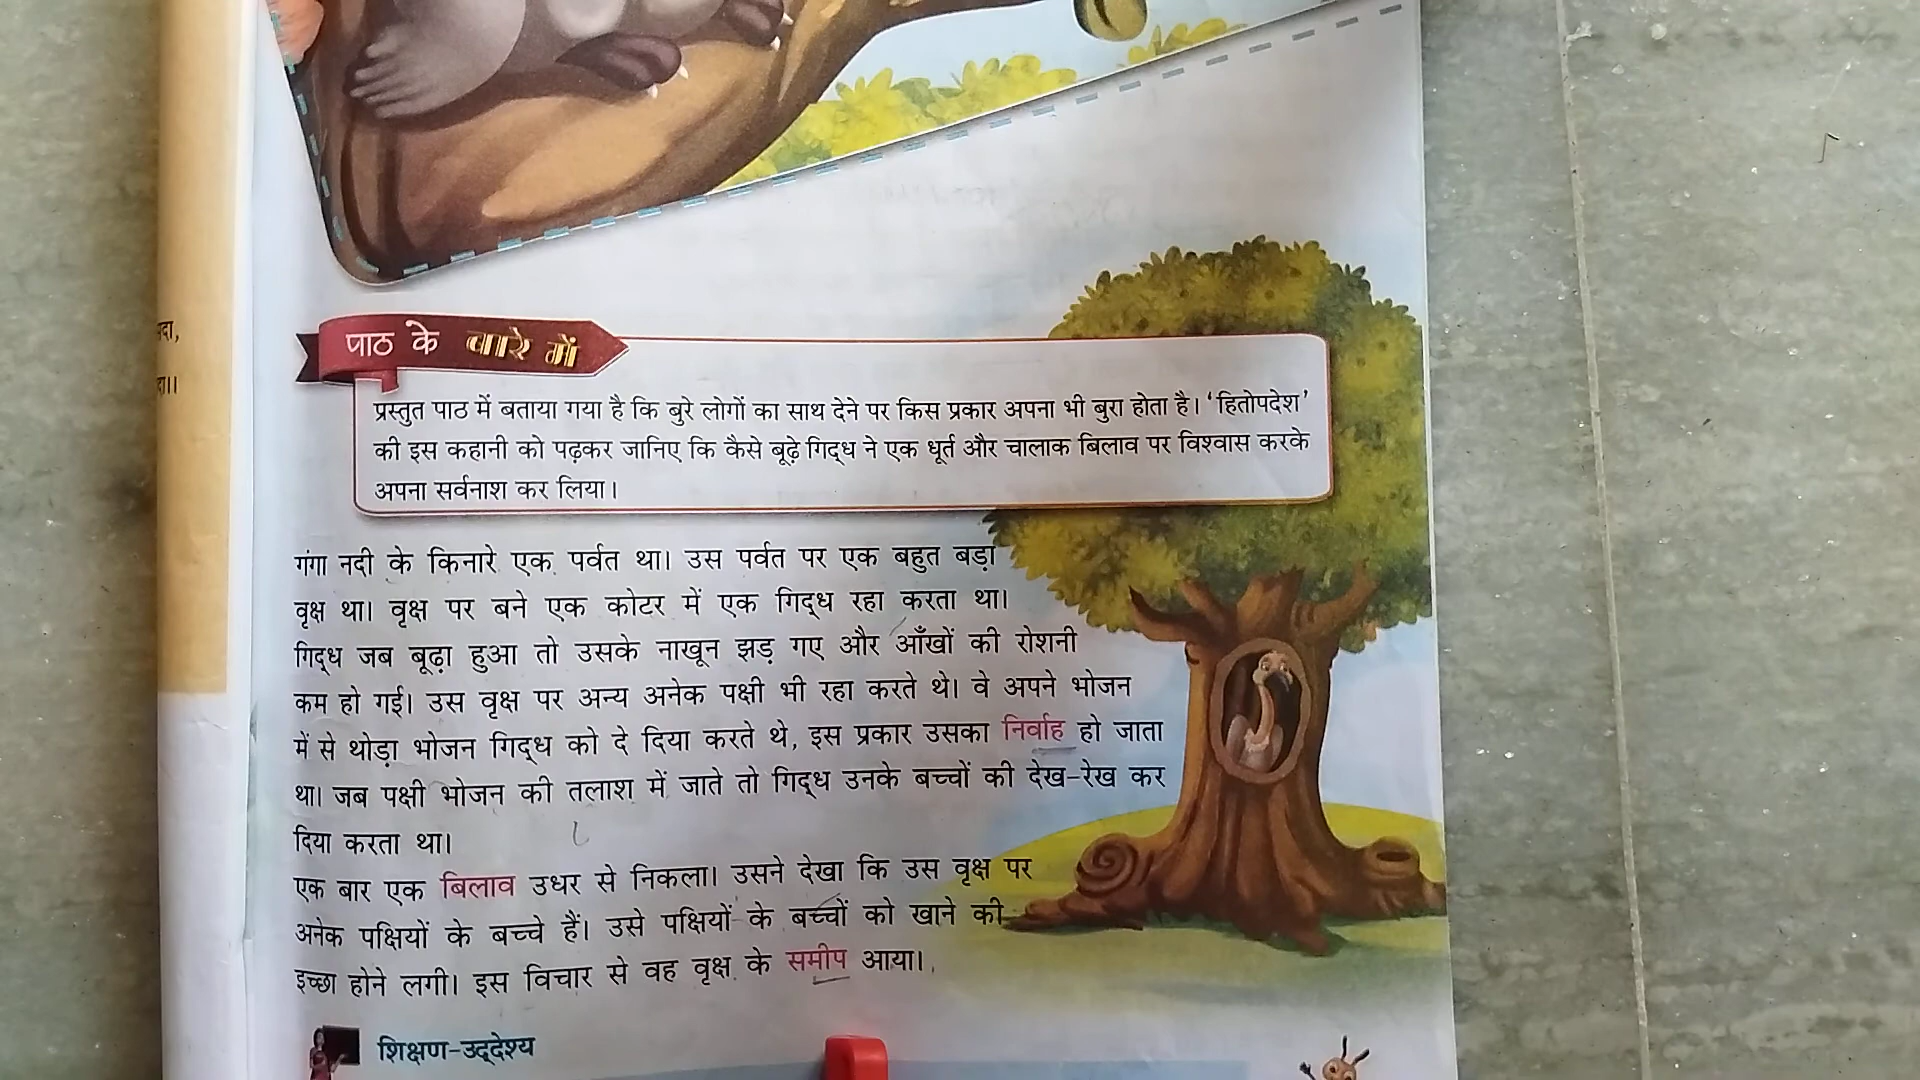 पाठ के बारे में
प्रस्तुत पाठ में बताया गया है कि बुरे लोगों का साथ देने पर किस प्रकार अपना भी बुरा होता है। 'हितोपदेश'
की इस कहानी को पढ़कर जानिए कि कैसे बूढ़े गिद्ध ने एक धूर्त और चालाक बिलाव पर विश्वास करके
अपना सर्वनाश कर लिया।
गंगा नदी के किनारे एक पर्वत था। उस पर्वत पर एक बहुत बड़ा
वृक्ष था। वृक्ष पर बने एक कोटर में एक गिद्ध रहा करता था।
गिद्ध जब बूढ़ा हुआ तो उसके नाखून झड़ गए और आँखों की रोशनी
कम हो गई। उस वृक्ष पर अन्य अनेक पक्षी भी रहा करते थे। वे अपने भोजन
में से थोड़ा भोजन गिद्ध को दे दिया करते थे, इस प्रकार उसका निर्वाह हो जाता
था। जब पक्षी भोजन की तलाश में जाते तो गिद्ध उनके बच्चों की देख-रेख कर
दिया करता था।
एक बार एक बिलाव उधर से निकला। उसने देखा कि उस वृक्ष पर
अनेक पक्षियों के बच्चे हैं। उसे पक्षियों के बच्चों को खाने की
इच्छा होने लगी। इस विचार से वह वृक्ष के समीप आया।
शिक्षण-उद्देश्य